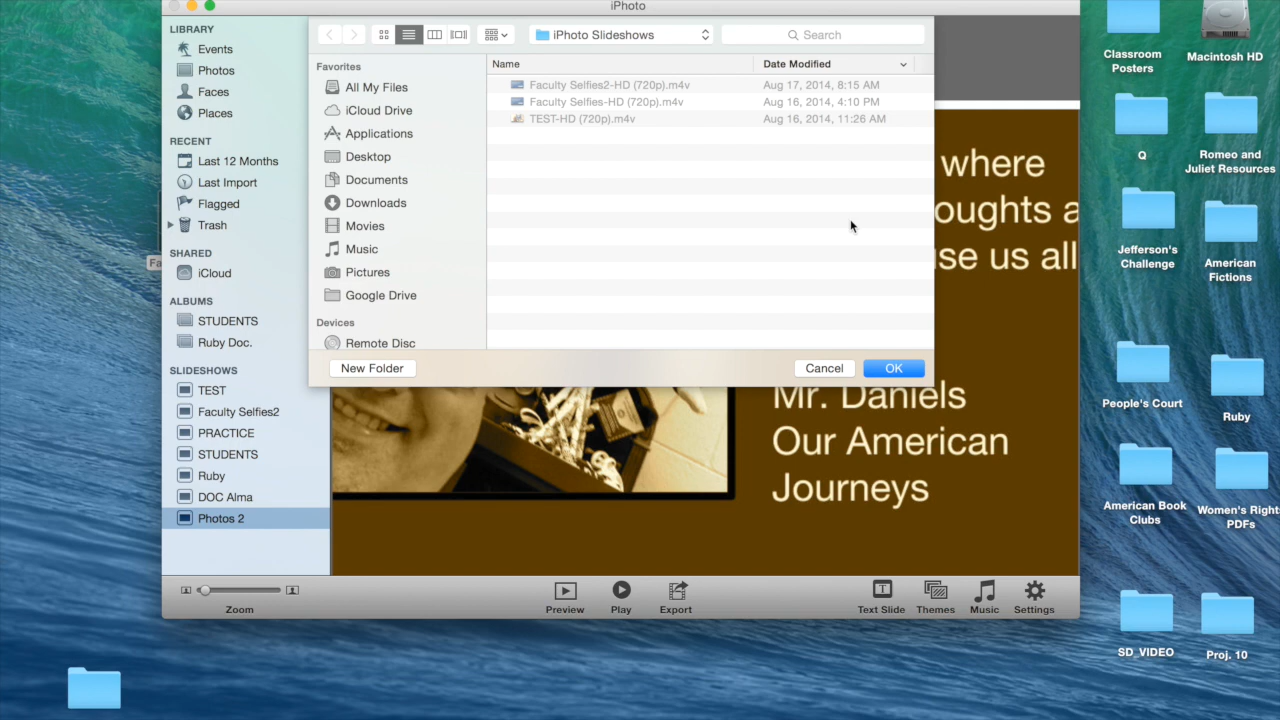 iPhoto
LIBRARY
Events
Photos
Faces
Places
RECENT
Last 12 Months
Last Import
Flagged
Trash
SHARED
iCloud
ALBUMS
STUDENTS
Ruby Doc.
SLIDESHOWS
TEST
Faculty Selfies2
PRACTICE
STUDENTS
Ruby
DOC Alma
Photos 2
Zoom
iPhoto Slideshows
Search
Favorites
All My Files
iCloud Drive
Applications
Desktop
Documents
Downloads
Movies
Music
Pictures
Google Drive
Devices
Remote Disc
Name Date Modified
Faculty Selfies2-HD (720p).m4v Aug 17, 2014, 8:15 AM
Faculty Selfies-HD (720p).m4v Aug 16, 2014, 4:10 PM
TEST-HD (720p).m4v Aug 16, 2014, 11:26 AM
New Folder Cancel OK
where
oughts a
se us all
Mr. Daniels
Our American
Journeys
Preview Play Export Text Slide Themes Music Settings
Classroom
Posters
Macintosh HD
Q
Romeo and
Juliet Resources
Jefferson's
Challenge
American
Fictions
People's Court
Ruby
American Book
Clubs
Women's Right
PDFs
SD_VIDEO
Proj. 10